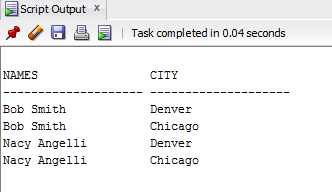 Script Output x
Task completed in 0.04 seconds
NAMES CITY
-------------------- --------------------
Bob Smith Denver
Bob Smith Chicago
Nacy Angelli Denver
Nacy Angelli Chicago